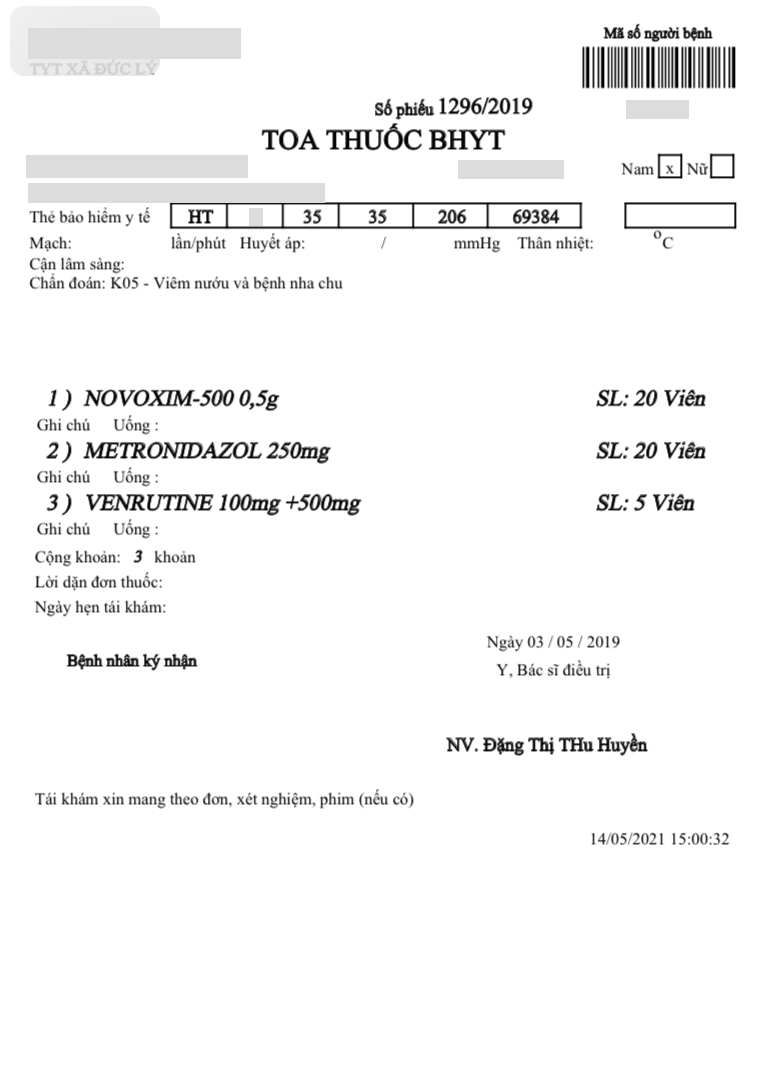 Mã số người bệnh
TYT XÃ ĐỨC LÝ
Số phiếu 1296/2019
TOA THUỐC BHYT
Nam x Nữ
Thẻ bảo hiểm y tế HT 35 35 206 69384
Mạch: lần/phút Huyết áp: / mmHg Thân nhiệt: °C
Cận lâm sàng:
Chẩn đoán: K05 - Viêm nướu và bệnh nha chu
1 ) NOVOXIM-500 0,5g SL: 20 Viên
Ghi chú Uống :
2 ) METRONIDAZOL 250mg SL: 20 Viên
Ghi chú Uống :
3 ) VENRUTINE 100mg +500mg SL: 5 Viên
Ghi chú Uống :
Cộng khoản: 3 khoản
Lời dặn đơn thuốc:
Ngày hẹn tái khám:
Ngày 03 / 05 / 2019
Bệnh nhân ký nhận
Y, Bác sĩ điều trị
NV. Đặng Thị THu Huyền
Tái khám xin mang theo đơn, xét nghiệm, phim (nếu có)
14/05/2021 15:00:32